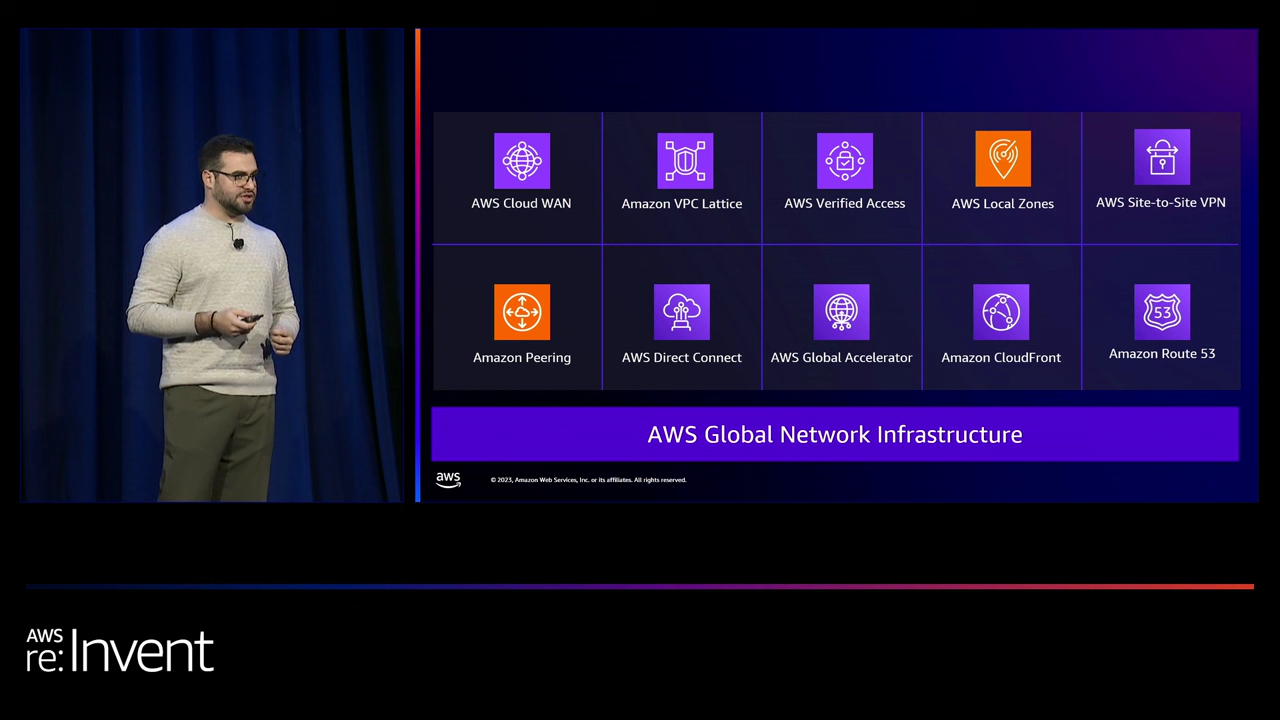 AWS Cloud WAN
Amazon VPC Lattice
AWS Verified Access
AWS Local Zones
AWS Site-to-Site VPN
Amazon Peering
AWS Direct Connect
AWS Global Accelerator
Amazon CloudFront
53
Amazon Route 53
AWS Global Network Infrastructure
aws
© 2023, Amazon Web Services, Inc. or its affiliates. All rights reserved.
AWS
re:Invent